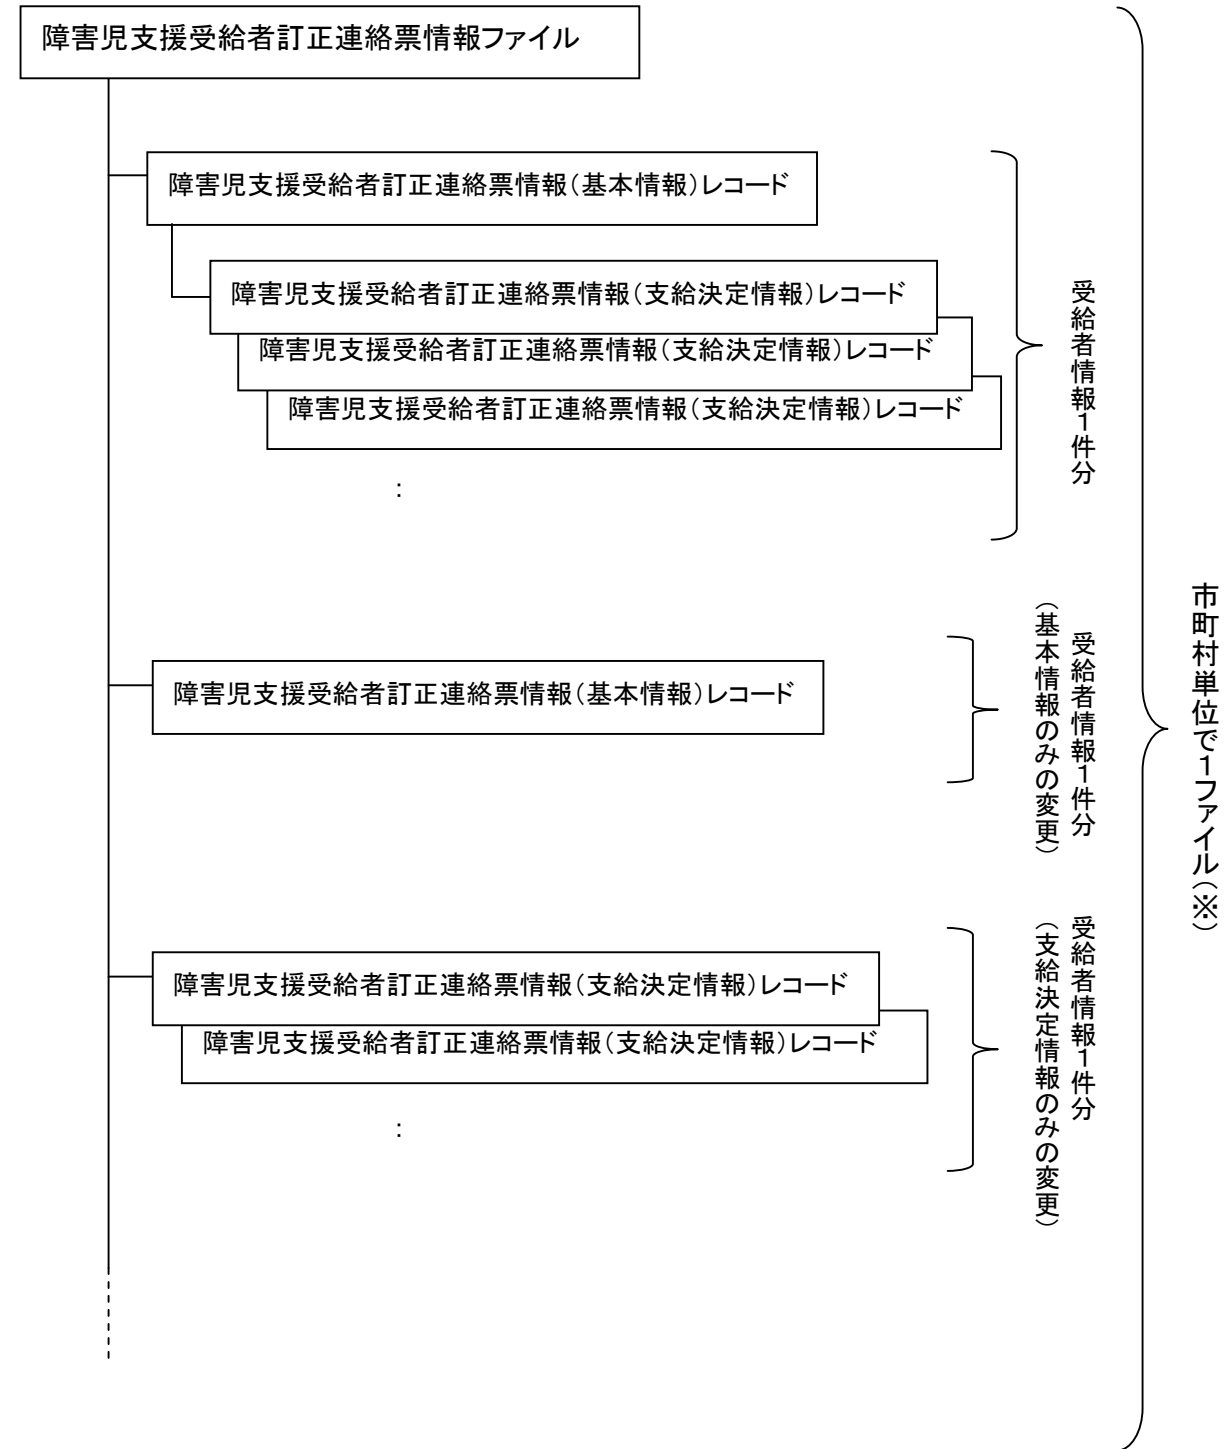 障害児支援受給者訂正連絡票情報ファイル
障害児支援受給者訂正連絡票情報(基本情報)レコード
障害児支援受給者訂正連絡票情報(支給決定情報)レコード
障害児支援受給者訂正連絡票情報(支給決定情報)レコード
障害児支援受給者訂正連絡票情報(支給決定情報)レコード
:
受給者情報1件分
障害児支援受給者訂正連絡票情報(基本情報)レコード
受給者情報1件分
(基本情報のみの変更)
障害児支援受給者訂正連絡票情報(支給決定情報)レコード
障害児支援受給者訂正連絡票情報(支給決定情報)レコード
:
受給者情報1件分
(支給決定情報のみの変更)
市町村単位で1ファイル(※)